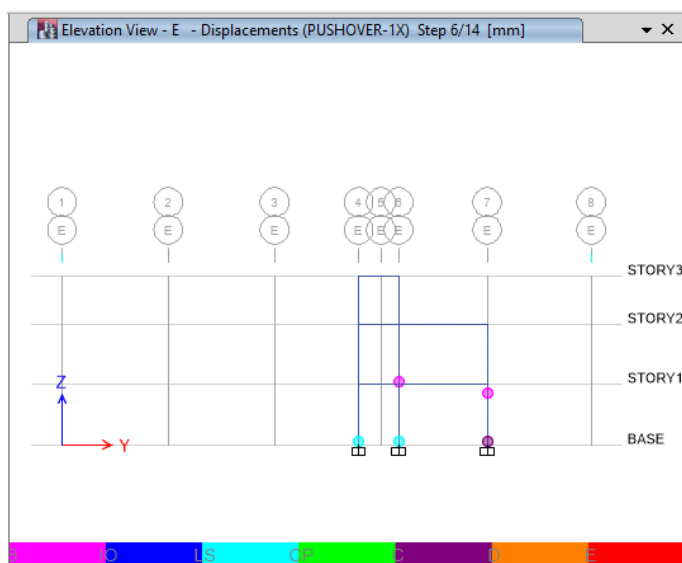 Elevation View - E - Displacements (PUSHOVER-1X) Step 6/14 [mm]
1 2 3 4 5 6 7 8
E E E E E E E E
STORY3
STORY2
STORY1
Z
BASE
Y
B IO LS CP C D E